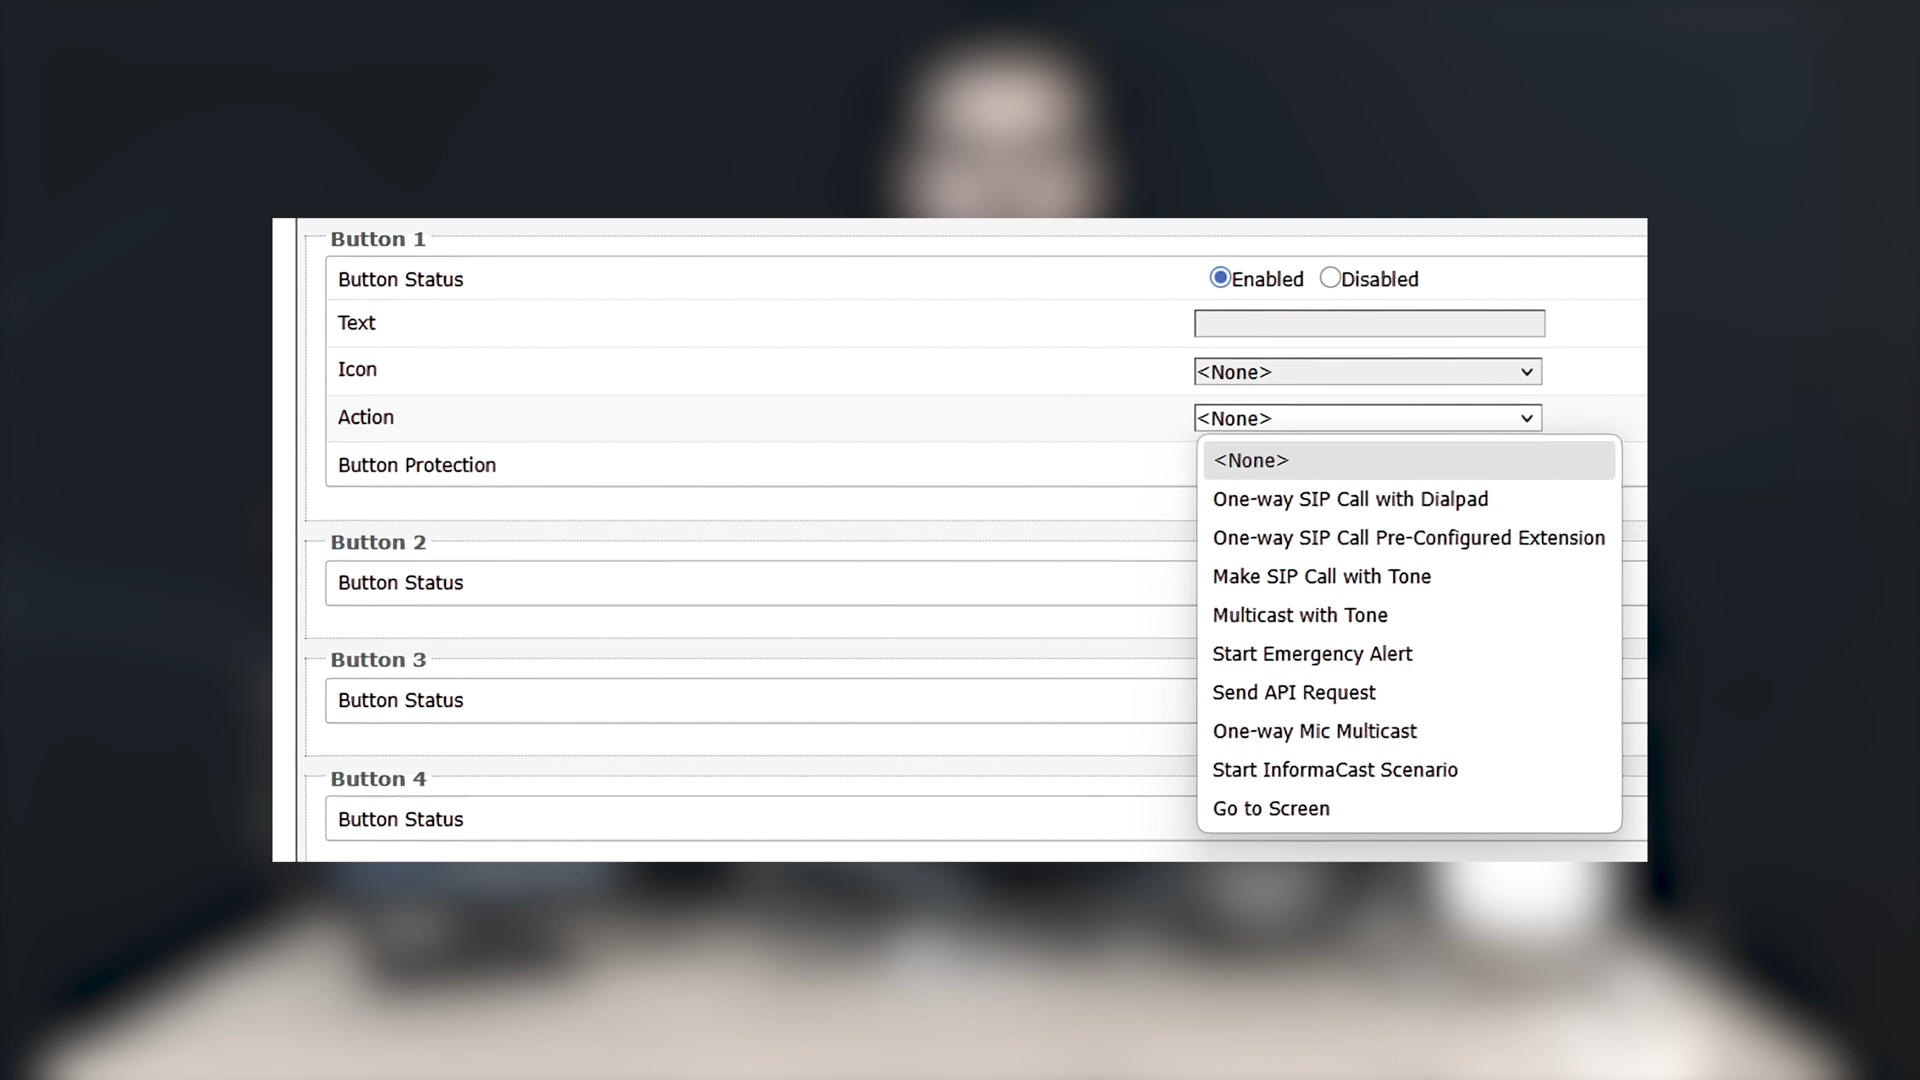 Button 1
Button Status
Enabled Disabled
Text
Icon
<None>
Action
<None>
Button Protection
<None>
One-way SIP Call with Dialpad
One-way SIP Call Pre-Configured Extension
Make SIP Call with Tone
Multicast with Tone
Start Emergency Alert
Send API Request
One-way Mic Multicast
Start InformaCast Scenario
Go to Screen
Button 2
Button Status
Button 3
Button Status
Button 4
Button Status